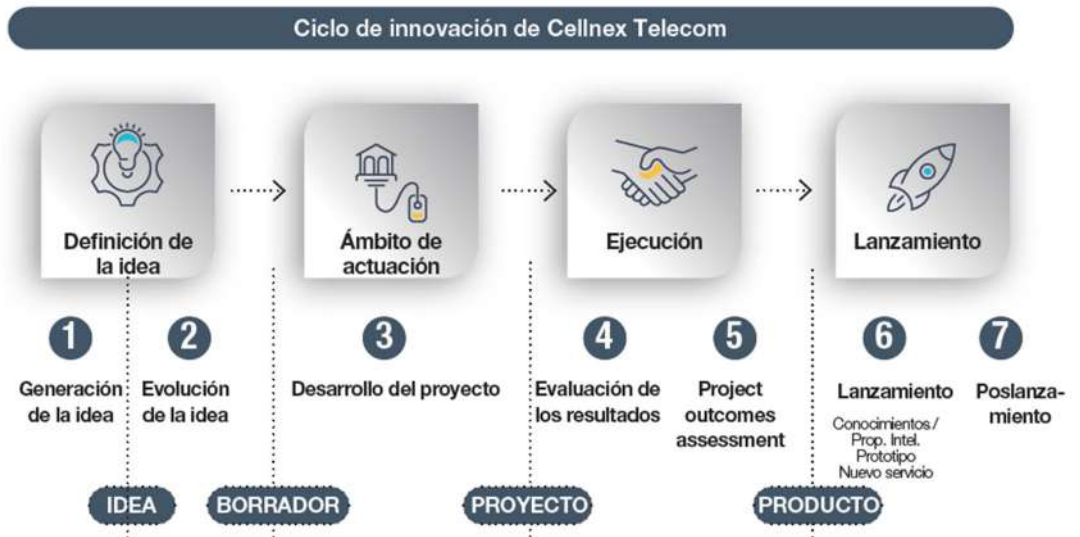 Ciclo de innovación de Cellnex Telecom
Definición de
la idea
Ámbito de
actuación
Ejecución
Lanzamiento
1
2
3
4
5
6
7
Generación
de la idea
Evolución
de la idea
Desarrollo del proyecto
Evaluación de
los resultados
Project
outcomes
assessment
Lanzamiento
Conocimientos /
Prop. Intel.
Prototipo
Nuevo servicio
Poslanza-
miento
IDEA
BORRADOR
PROYECTO
PRODUCTO